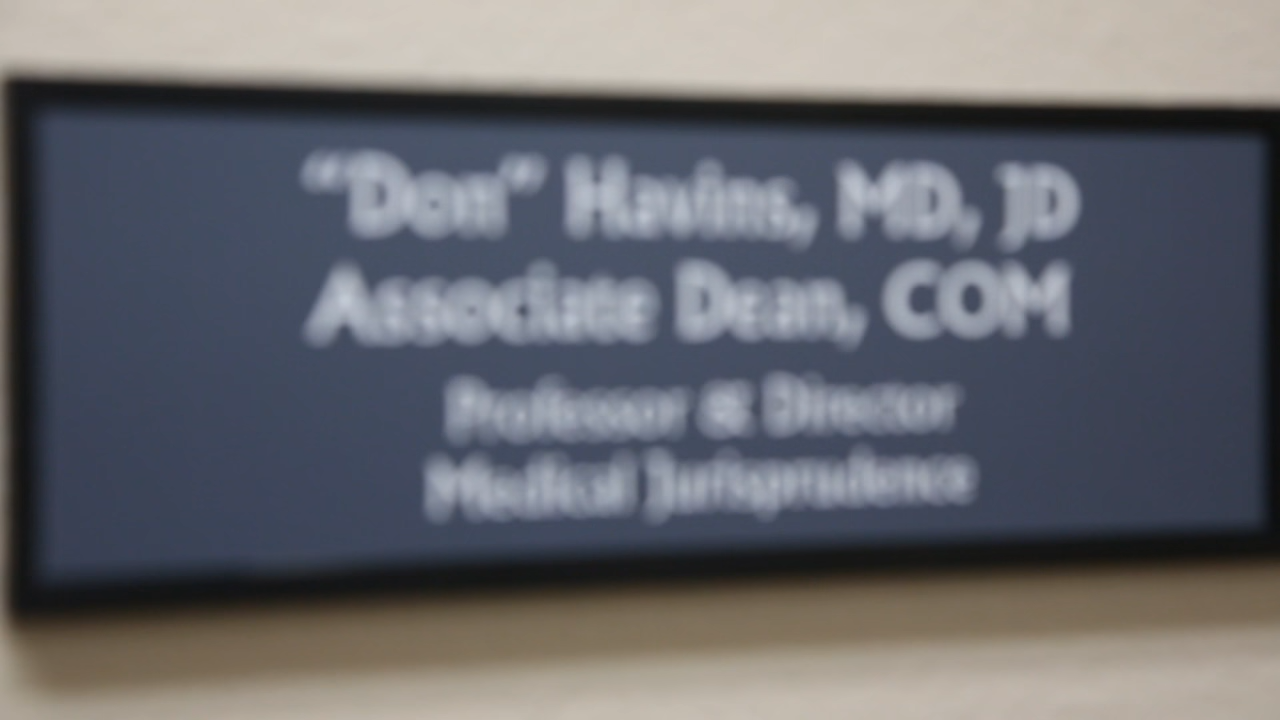 “Don” Havins, MD, JD
Associate Dean, COM
Professor & Director
Medical Jurisprudence